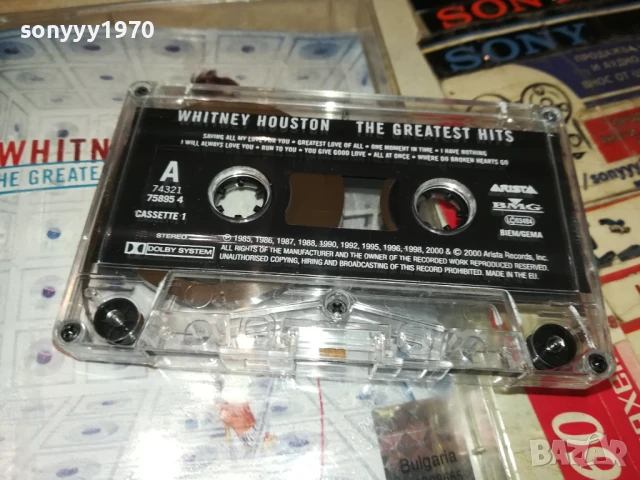 sonyyy1970
SONY
SONY
WHITNEY HOUSTON THE GREATEST HITS
SAVING ALL MY LOVE FOR YOU • GREATEST LOVE OF ALL • ONE MOMENT IN TIME • I HAVE NOTHING
I WILL ALWAYS LOVE YOU • RUN TO YOU • YOU GIVE GOOD LOVE • ALL AT ONCE • WHERE DO BROKEN HEARTS GO
A
74321
75895 4
CASSETTE 1
ARISTA
BMG
LC03484
BIEM/GEMA
STEREO
DOLBY SYSTEM
℗ 1985, 1986, 1987, 1988, 1990, 1992, 1995, 1996, 1998, 2000 & © 2000 Arista Records, Inc.
ALL RIGHTS OF THE MANUFACTURER AND THE OWNER OF THE RECORDED WORK REPRODUCED RESERVED.
UNAUTHORISED COPYING, HIRING AND BROADCASTING OF THIS RECORD PROHIBITED. MADE IN THE EU.
WHITN
THE GREATE
И АУДИО
ВНОС ОТ
Bulgaria
bazar